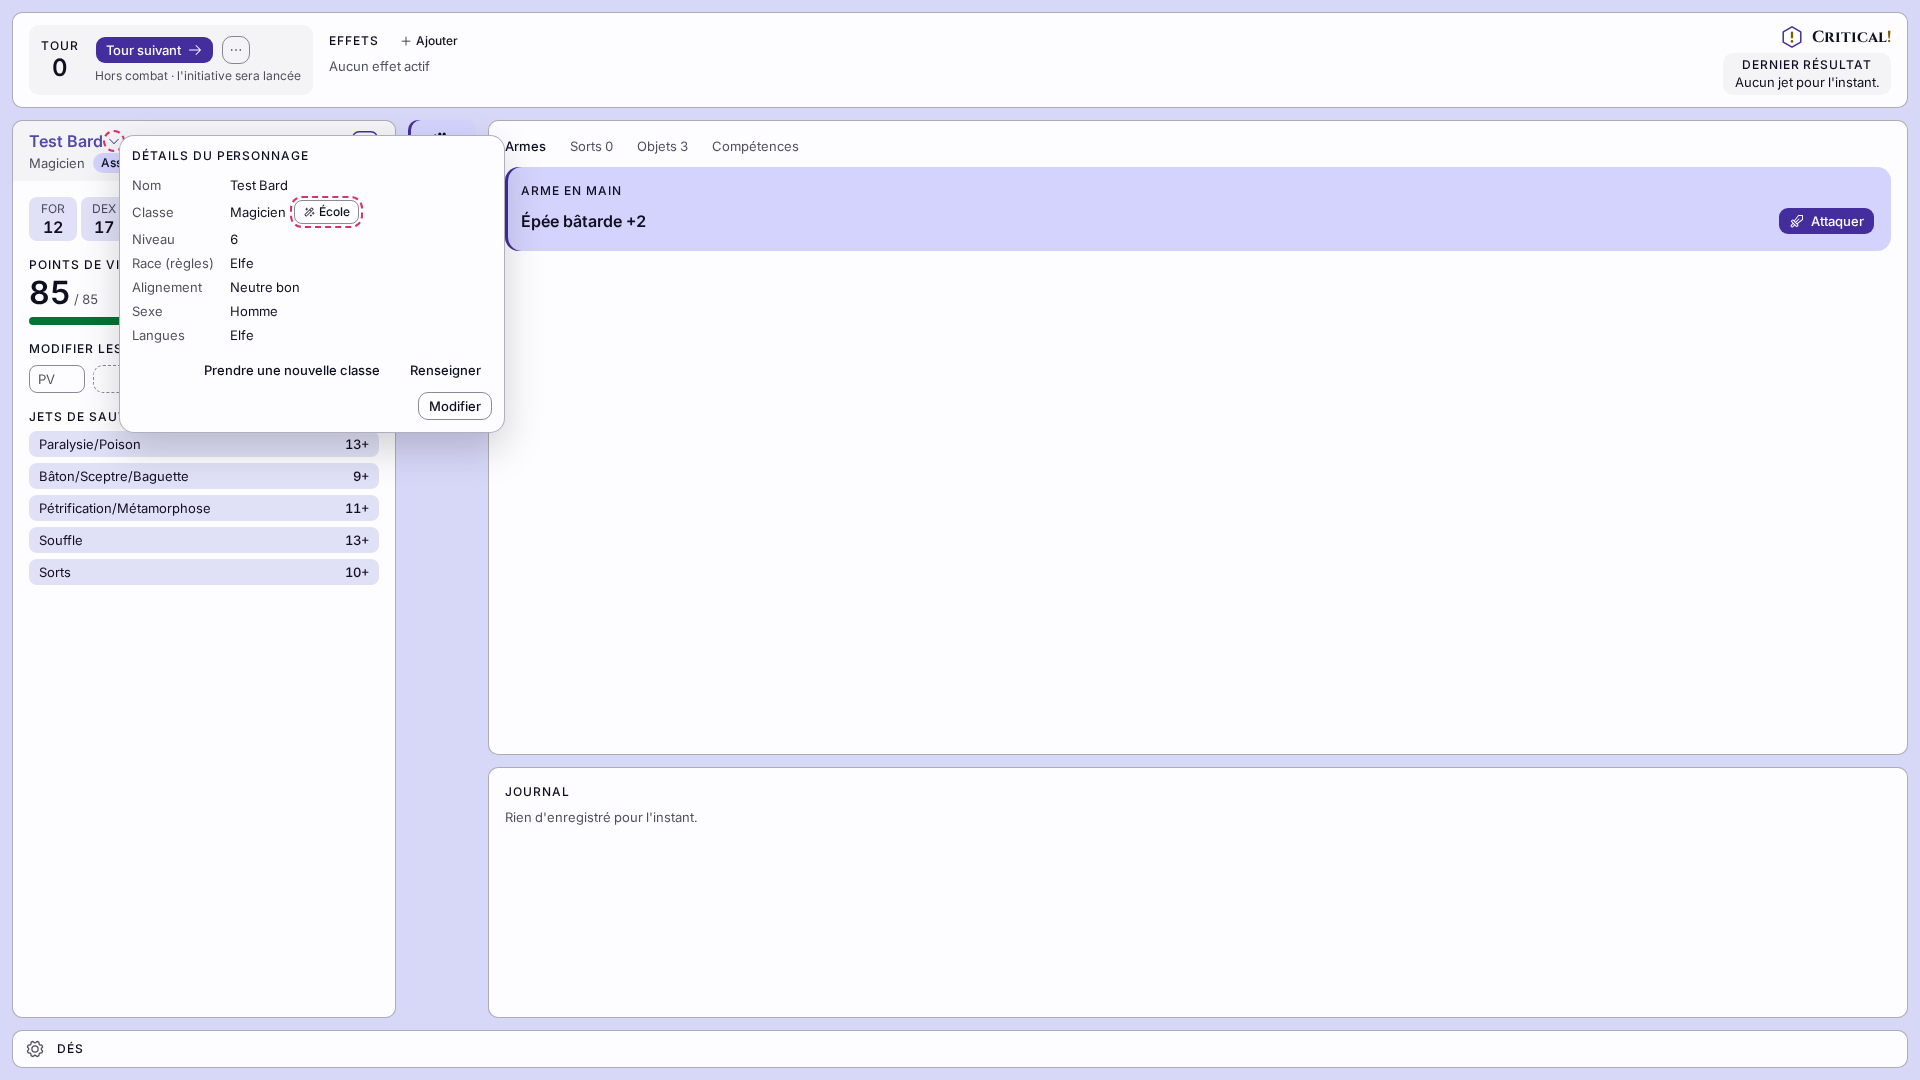 TOUR
0
Tour suivant
Hors combat · l'initiative sera lancée
EFFETS
Ajouter
Aucun effet actif
CRITICAL!
DERNIER RÉSULTAT
Aucun jet pour l'instant.
Test Bard
Magicien
FOR
12
DEX
17
85 / 85
PV
Paralysie/Poison 13+
Bâton/Sceptre/Baguette 9+
Pétrification/Métamorphose 11+
Souffle 13+
Sorts 10+
DÉTAILS DU PERSONNAGE
Nom Test Bard
Classe Magicien École
Niveau 6
Race (règles) Elfe
Alignement Neutre bon
Sexe Homme
Langues Elfe
Prendre une nouvelle classe Renseigner
Modifier
Armes Sorts 0 Objets 3 Compétences
ARME EN MAIN
Épée bâtarde +2
Attaquer
JOURNAL
Rien d'enregistré pour l'instant.
DÉS